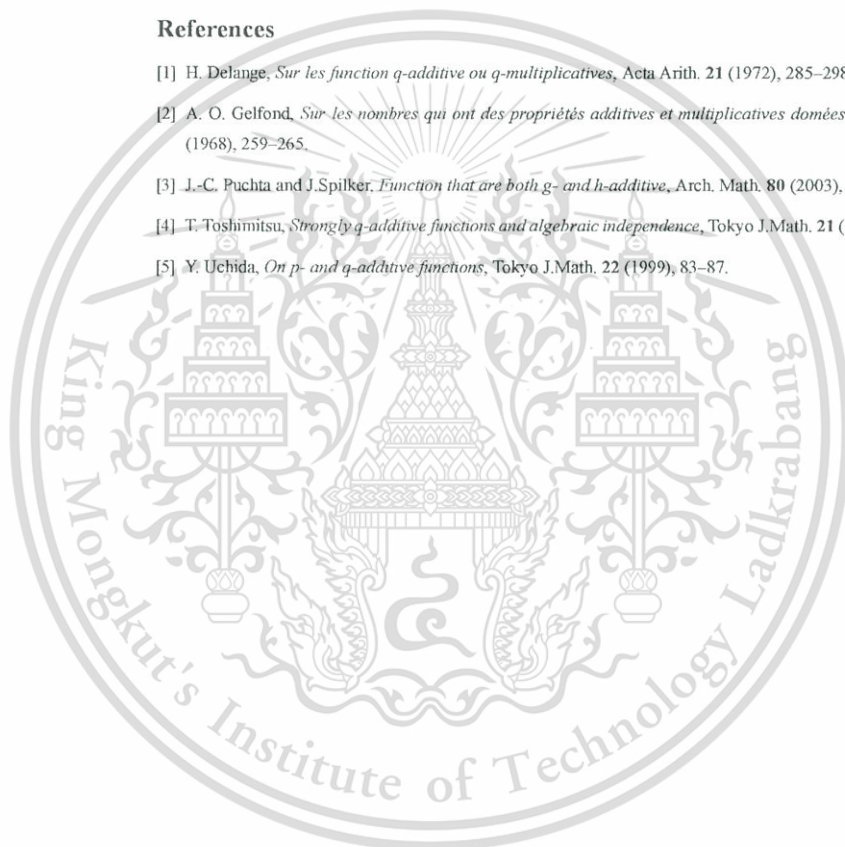 References
[1] H. Delange, Sur les function q-additive ou q-multiplicatives, Acta Arith. 21 (1972), 285–298
[2] A. O. Gelfond, Sur les nombres qui ont des propriétés additives et multiplicatives domées
(1968), 259–265.
[3] J.-C. Puchta and J.Spilker, Function that are both g- and h-additive, Arch. Math. 80 (2003),
[4] T. Toshimitsu, Strongly q-additive functions and algebraic independence, Tokyo J.Math. 21 (
[5] Y. Uchida, On p- and q-additive functions, Tokyo J.Math. 22 (1999), 83–87.
King Mongkut's Institute of Technology Ladkrabang